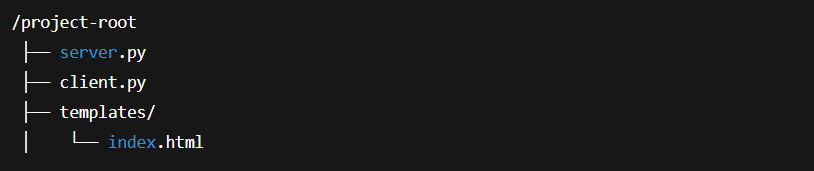 /project-root
├── server.py
├── client.py
├── templates/
│    └── index.html